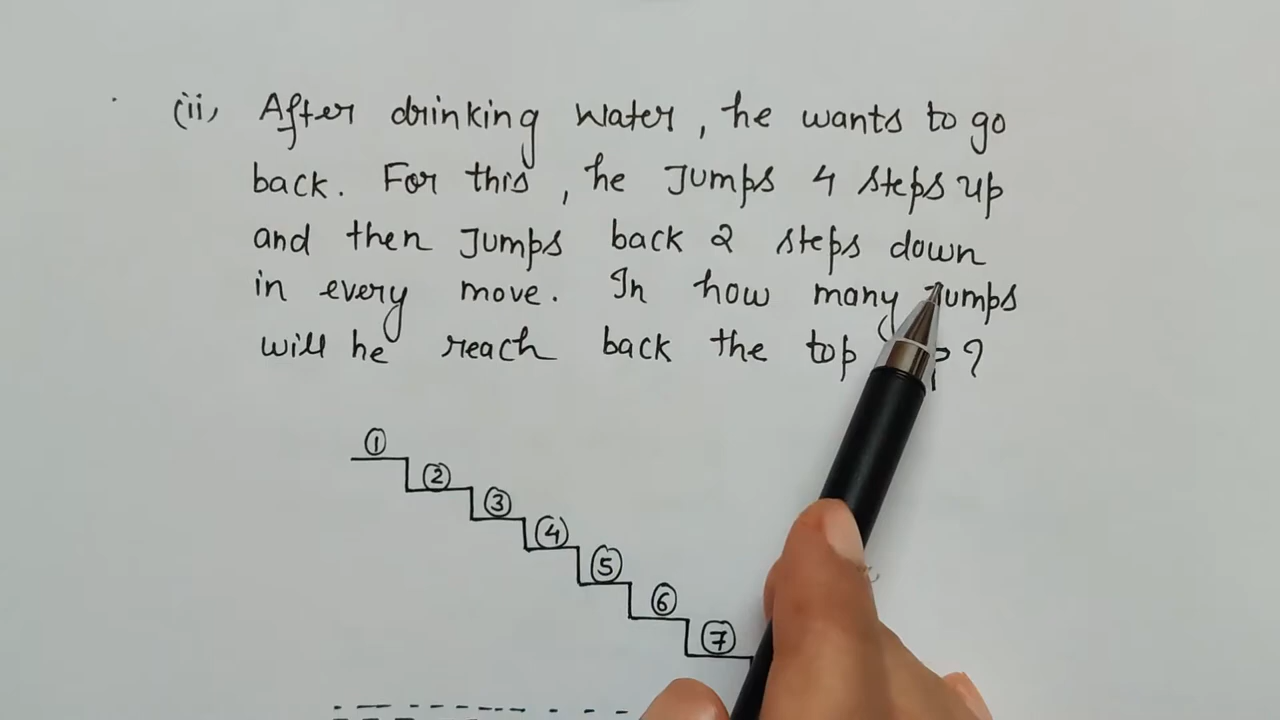 (ii) After drinking water, he wants to go
back. For this, he Jumps 4 steps up
and then Jumps back 2 steps down
in every move. In how many Jumps
will he reach back the top ?
①
②
③
④
⑤
⑥
⑦